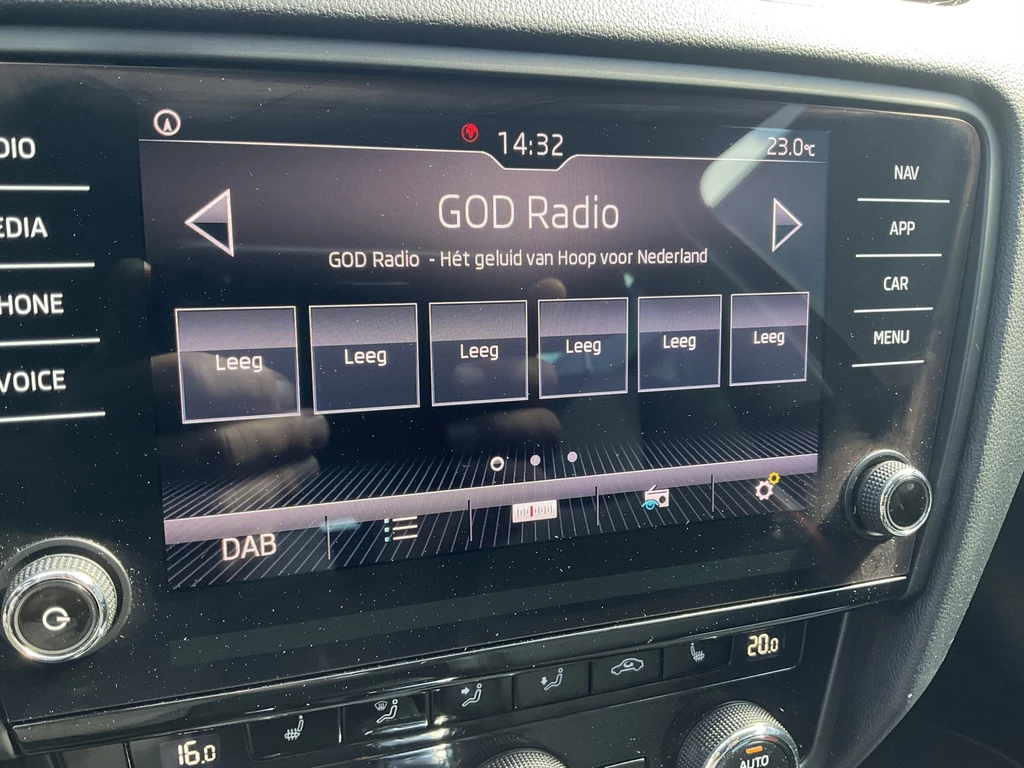 14:32
23.0°C
DIO
EDIA
HONE
VOICE
GOD Radio
GOD Radio - Hét geluid van Hoop voor Nederland
Leeg
Leeg
Leeg
Leeg
Leeg
Leeg
NAV
APP
CAR
MENU
DAB
16.0
20.0
AUTO